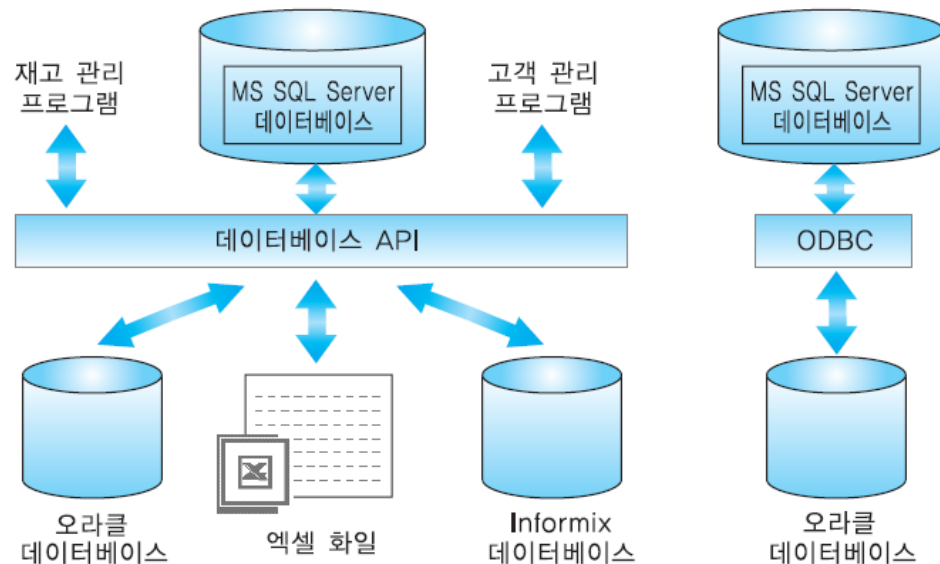 재고 관리
프로그램
MS SQL Server
데이터베이스
고객 관리
프로그램
MS SQL Server
데이터베이스
데이터베이스 API
ODBC
오라클
데이터베이스
엑셀 화일
Informix
데이터베이스
오라클
데이터베이스